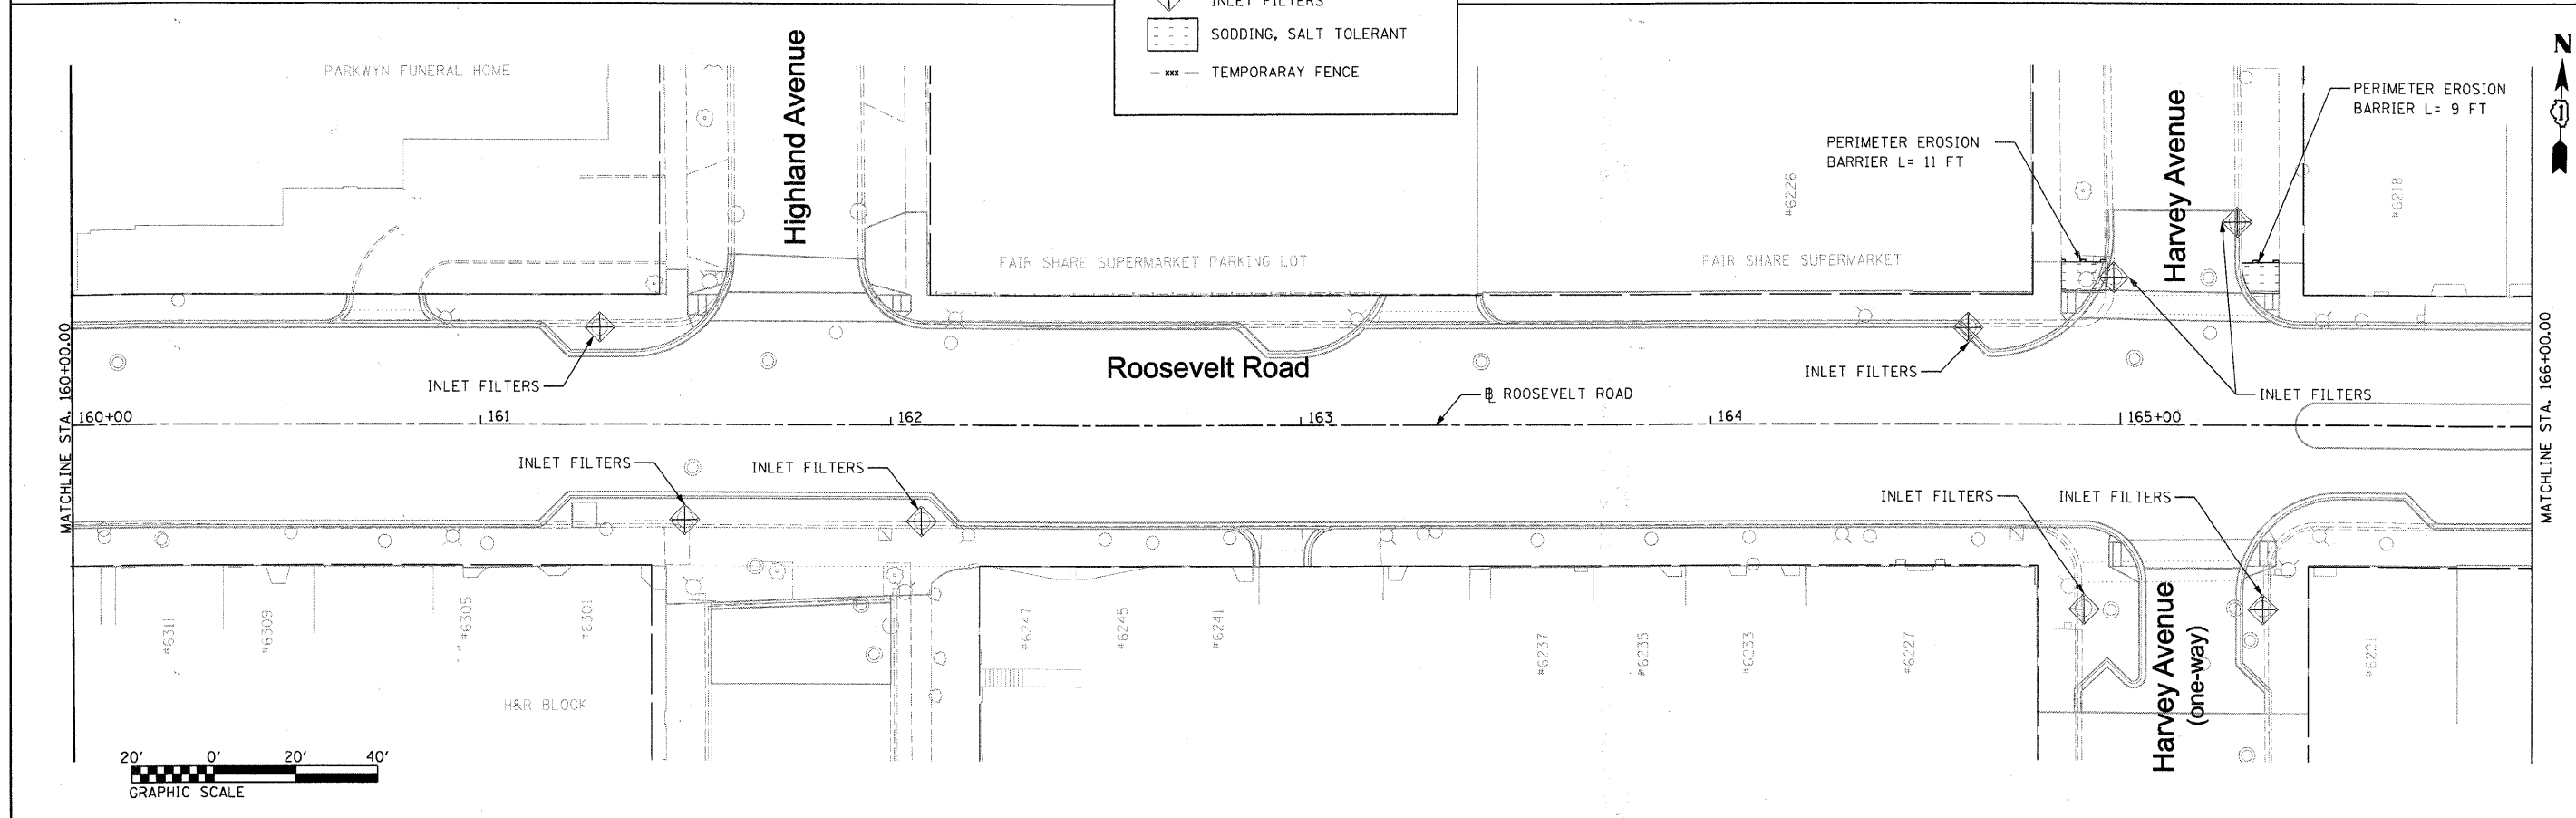 INLET FILTERS
SODDING, SALT TOLERANT
- xxx - TEMPORARAY FENCE
N
1
PARKWYN FUNERAL HOME
Highland Avenue
FAIR SHARE SUPERMARKET PARKING LOT
FAIR SHARE SUPERMARKET
#6226
PERIMETER EROSION
BARRIER L= 11 FT
Harvey Avenue
PERIMETER EROSION
BARRIER L= 9 FT
#6218
MATCHLINE STA. 160+00.00
INLET FILTERS
Roosevelt Road
INLET FILTERS
INLET FILTERS
MATCHLINE STA. 166+00.00
℄ ROOSEVELT ROAD
160+00
161
162
163
164
165+00
INLET FILTERS
INLET FILTERS
INLET FILTERS
INLET FILTERS
#6311
#6309
#6305
#6301
#6247
#6245
#6241
#6237
#6235
#6233
#6227
#6221
Harvey Avenue
(one-way)
H&R BLOCK
20' 0' 20' 40'
GRAPHIC SCALE